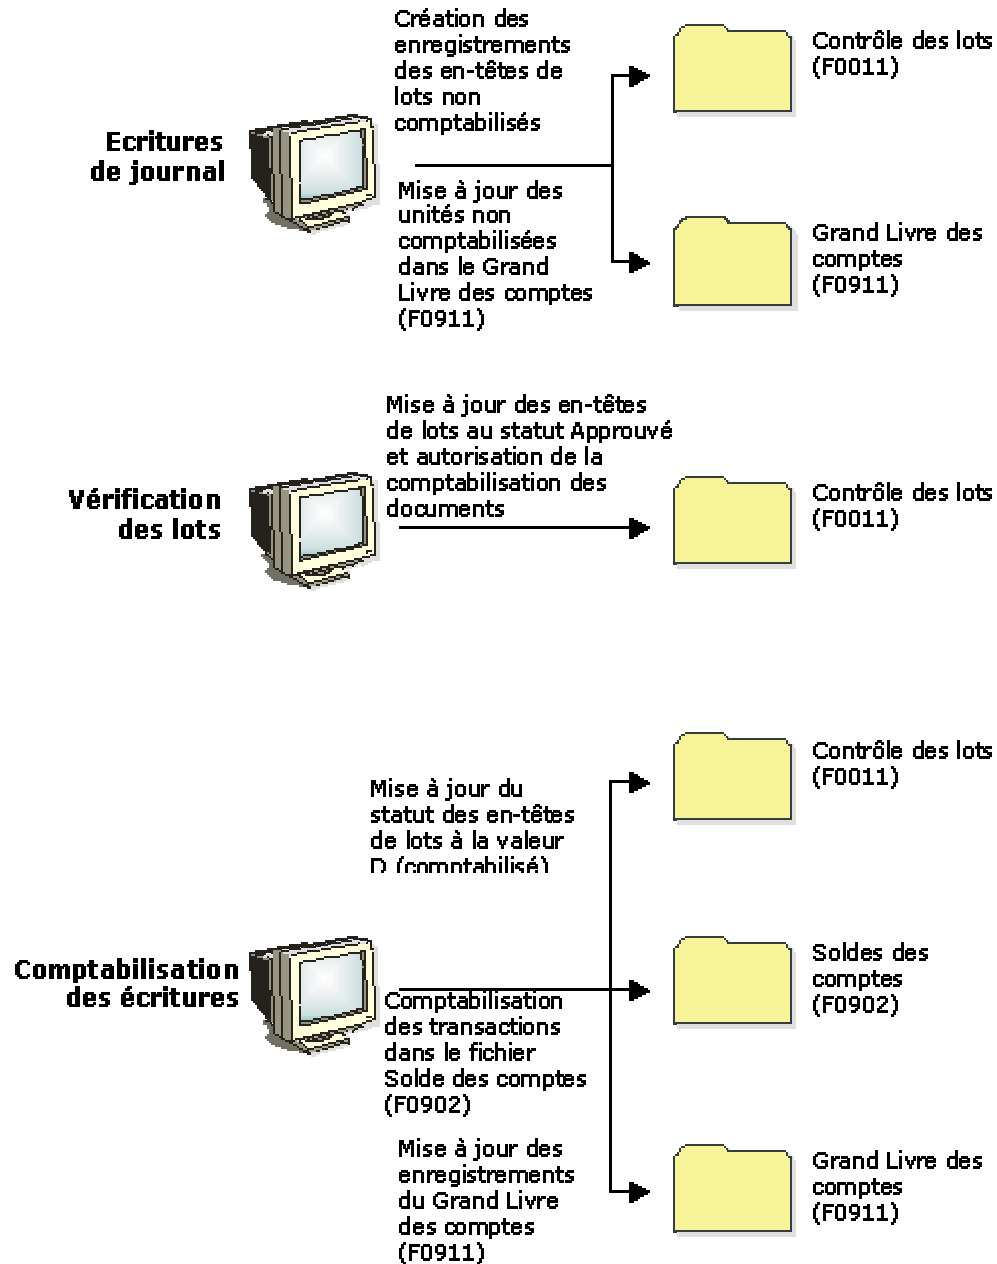 Création des
enregistrements
des en-têtes de
lots non
comptabilisés
Contrôle des lots
(F0011)
Ecritures
de journal
Mise à jour des
unités non
comptabilisées
dans le Grand
Livre des comptes
(F0911)
Grand Livre des
comptes
(F0911)
Mise à jour des en-têtes
de lots au statut Approuvé
et autorisation de la
comptabilisation des
documents
Vérification
des lots
Contrôle des lots
(F0011)
Contrôle des lots
(F0011)
Mise à jour du
statut des en-têtes
de lots à la valeur
D (comptabilisé)
Comptabilisation
des écritures
Soldes des
comptes
(F0902)
Comptabilisation
des transactions
dans le fichier
Solde des comptes
(F0902)
Mise à jour des
enregistrements
du Grand Livre
des comptes
(F0911)
Grand Livre des
comptes
(F0911)